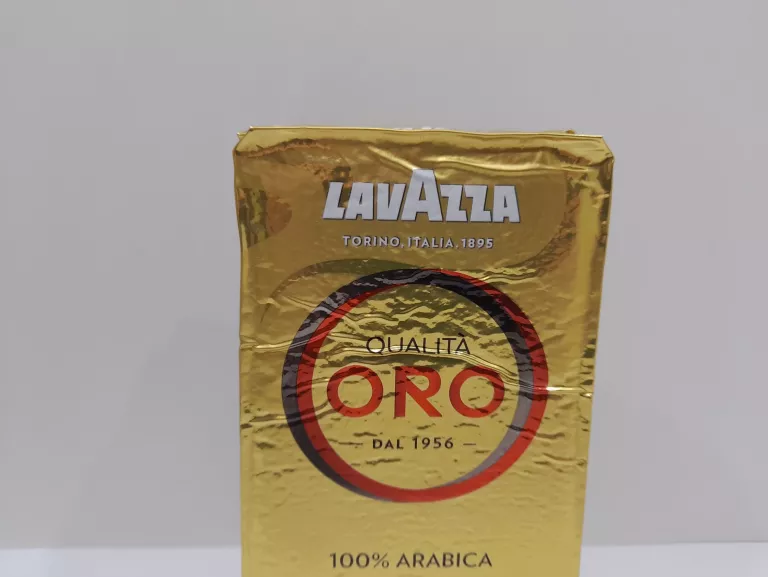 LAVAZZA
TORINO, ITALIA, 1895
QUALITÀ
ORO
DAL 1956
100% ARABICA